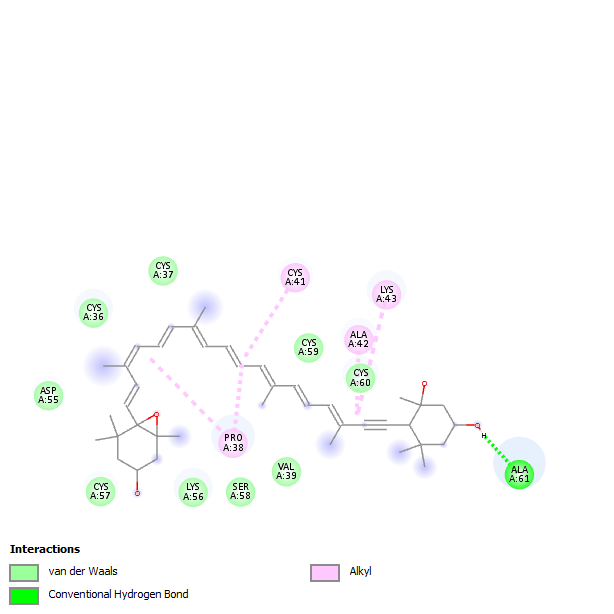 CYS
A:37
CYS
A:41
LYS
A:43
CYS
A:36
ALA
A:42
CYS
A:59
CYS
A:60
ASP
A:55
O
O
O
H
PRO
A:38
VAL
A:39
ALA
A:61
CYS
A:57
LYS
A:56
SER
A:58
O
Interactions
van der Waals
Alkyl
Conventional Hydrogen Bond